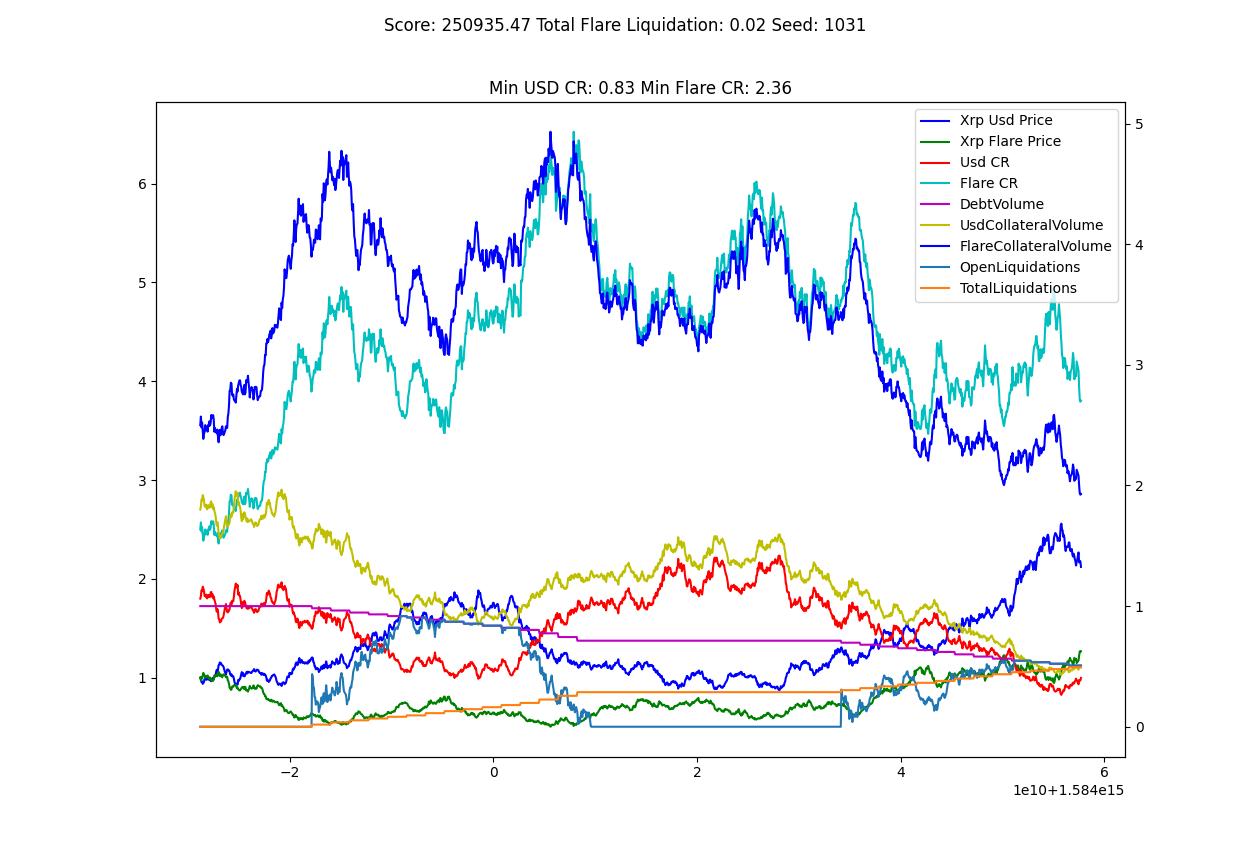 Score: 250935.47 Total Flare Liquidation: 0.02 Seed: 1031
Min USD CR: 0.83 Min Flare CR: 2.36
Xrp Usd Price
Xrp Flare Price
Usd CR
Flare CR
DebtVolume
UsdCollateralVolume
FlareCollateralVolume
OpenLiquidations
TotalLiquidations
6
5
4
3
2
1
5
4
3
2
1
0
−2
0
2
4
6
1e10+1.584e15